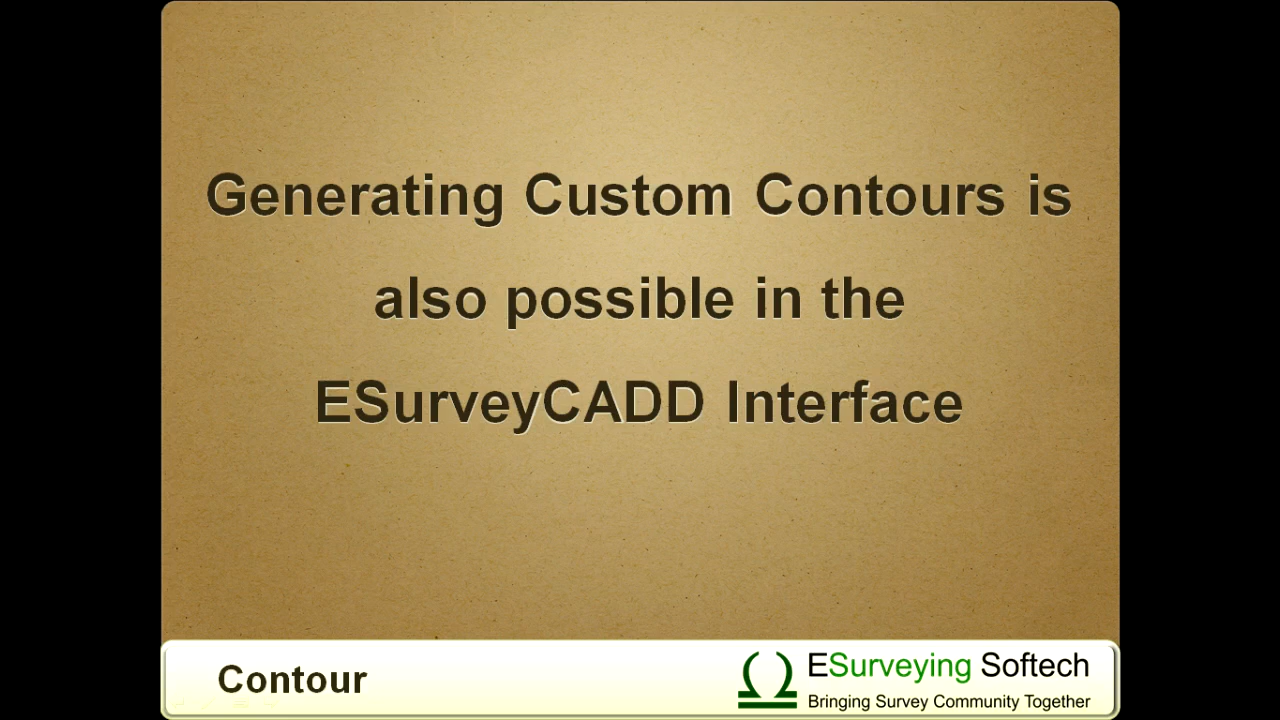 Generating Custom Contours is
also possible in the
ESurveyCADD Interface
Contour
ESurveying Softech
Bringing Survey Community Together